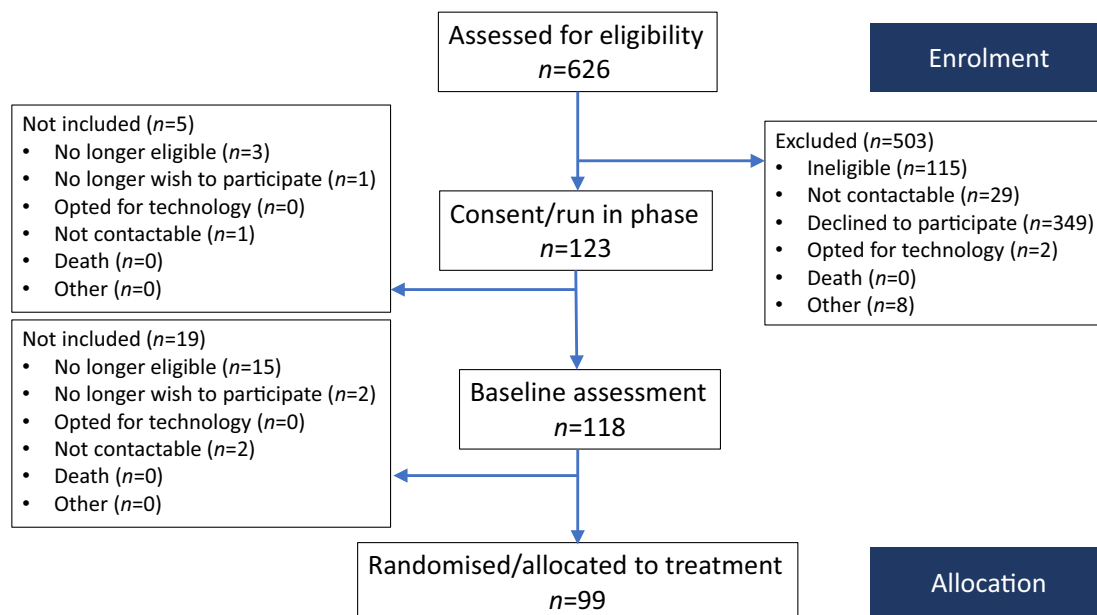 Assessed for eligibility
n=626
Enrolment
Not included (n=5)
• No longer eligible (n=3)
• No longer wish to participate (n=1)
• Opted for technology (n=0)
• Not contactable (n=1)
• Death (n=0)
• Other (n=0)
Excluded (n=503)
• Ineligible (n=115)
• Not contactable (n=29)
• Declined to participate (n=349)
• Opted for technology (n=2)
• Death (n=0)
• Other (n=8)
Consent/run in phase
n=123
Not included (n=19)
• No longer eligible (n=15)
• No longer wish to participate (n=2)
• Opted for technology (n=0)
• Not contactable (n=2)
• Death (n=0)
• Other (n=0)
Baseline assessment
n=118
Randomised/allocated to treatment
n=99
Allocation